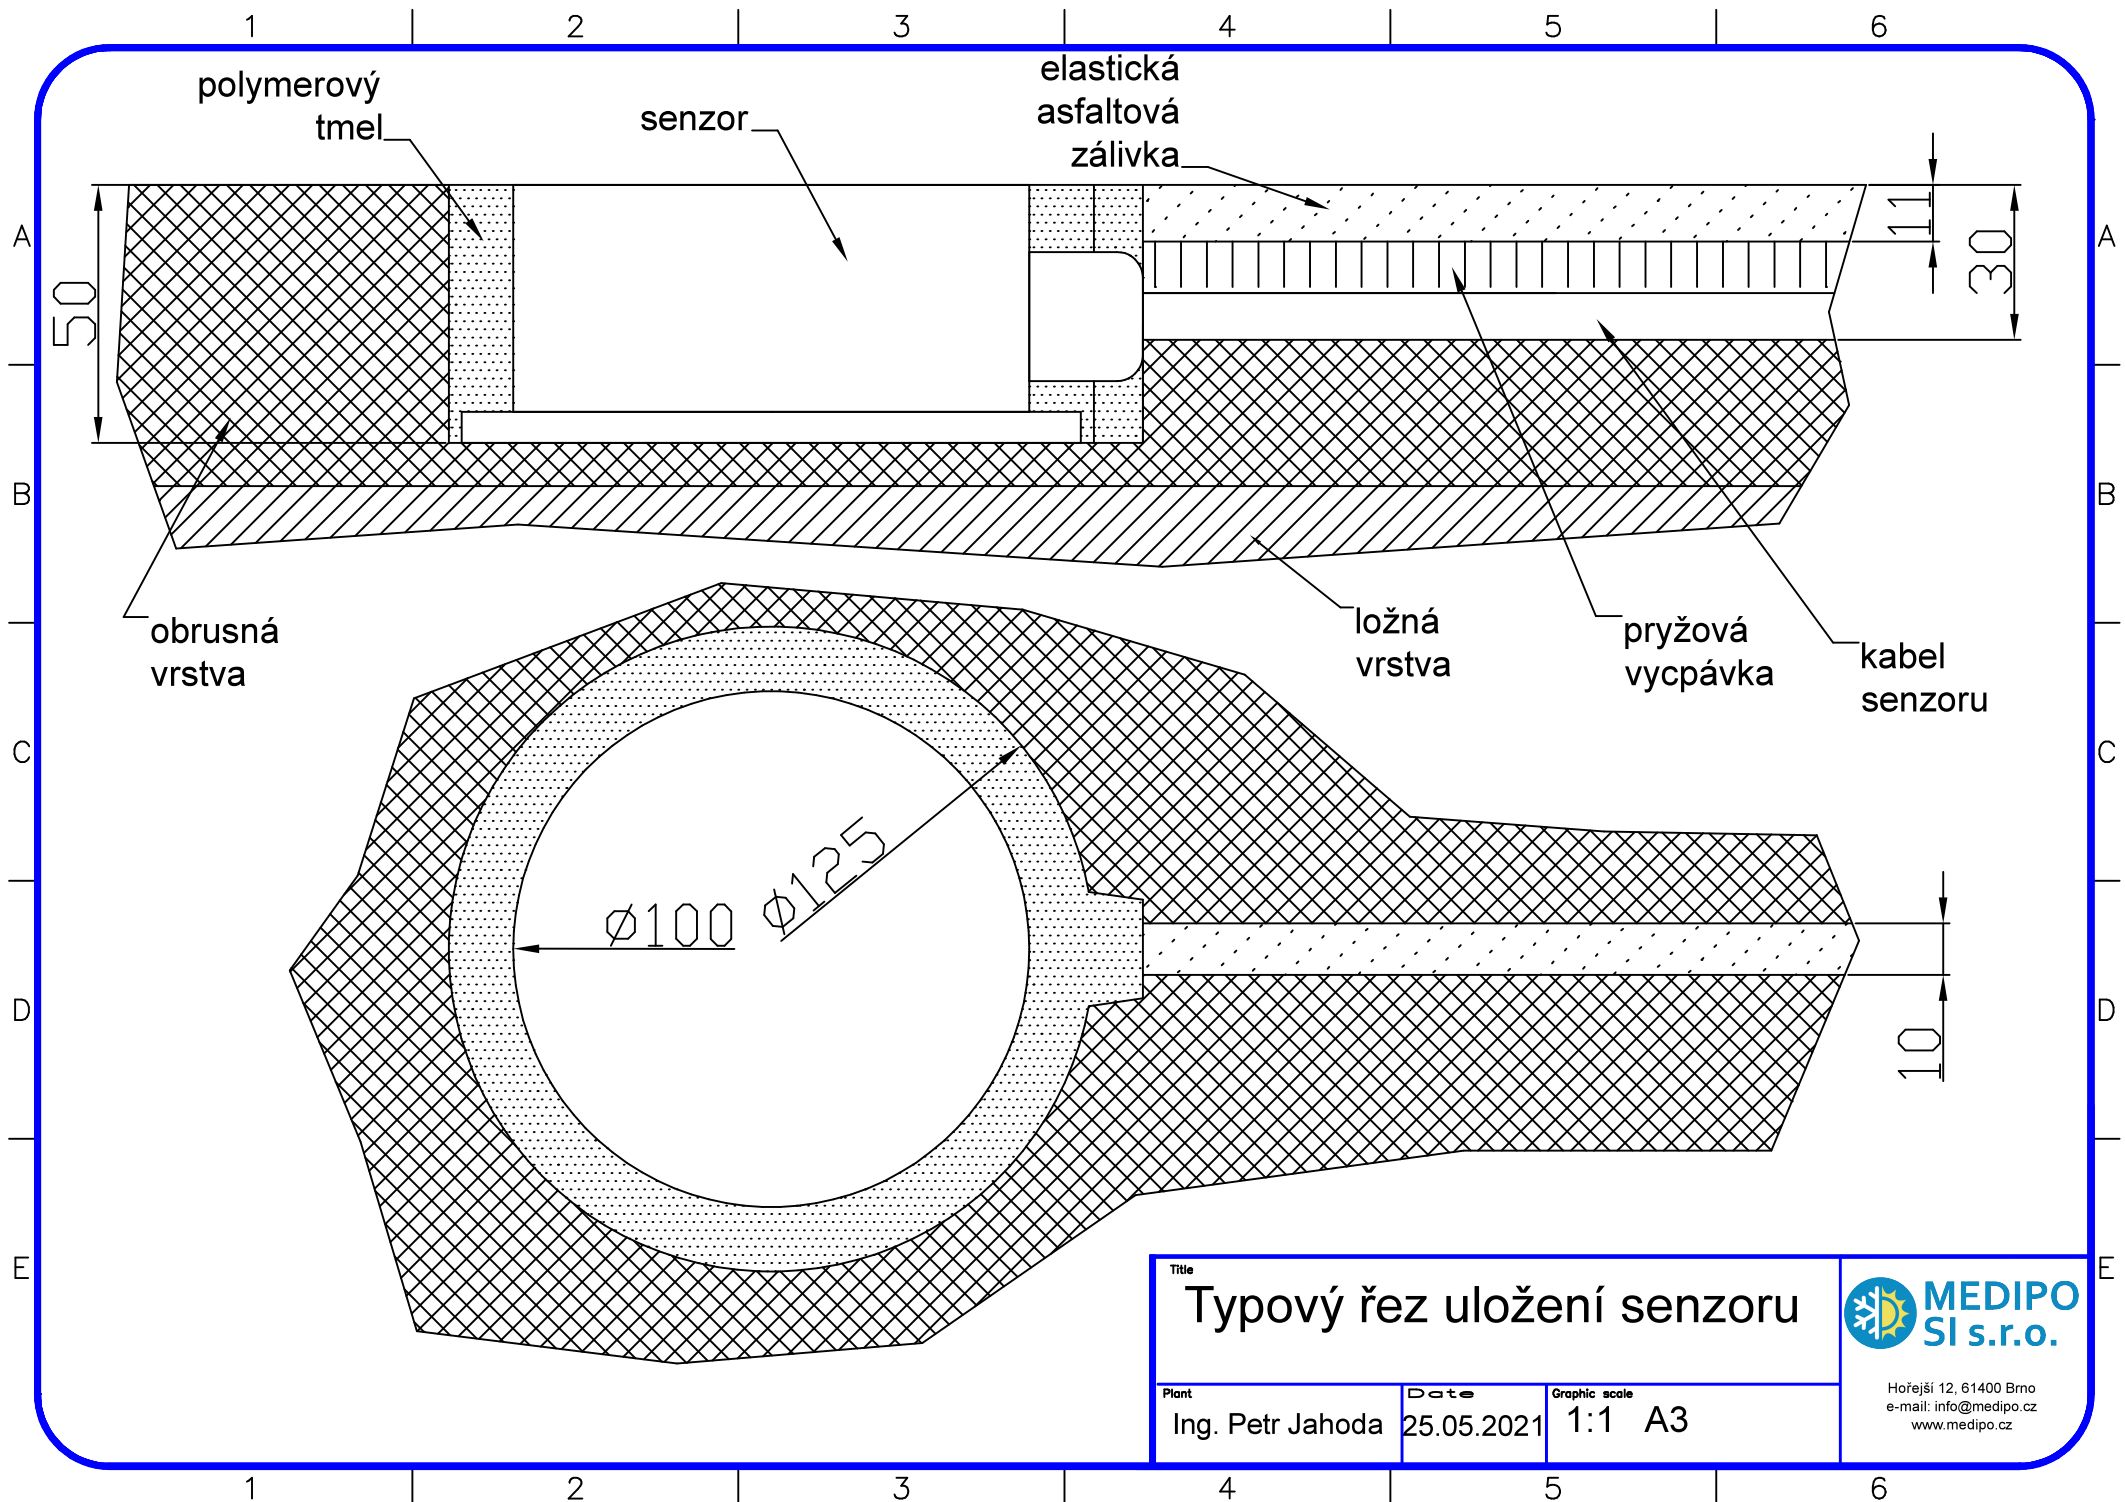 1 2 3 4 5 6
polymerový
tmel
senzor
elastická
asfaltová
zálivka
A
A
50
11
30
B
B
obrusná
vrstva
ložná
vrstva
pryžová
vycpávka
kabel
senzoru
C
C
ø100
ø125
D
D
10
E
E
Title
Typový řez uložení senzoru
MEDIPO
SI s.r.o.
Plant
Ing. Petr Jahoda
Date
25.05.2021
Graphic scale
1:1 A3
Hořejší 12, 61400 Brno
e-mail: info@medipo.cz
www.medipo.cz
1 2 3 4 5 6